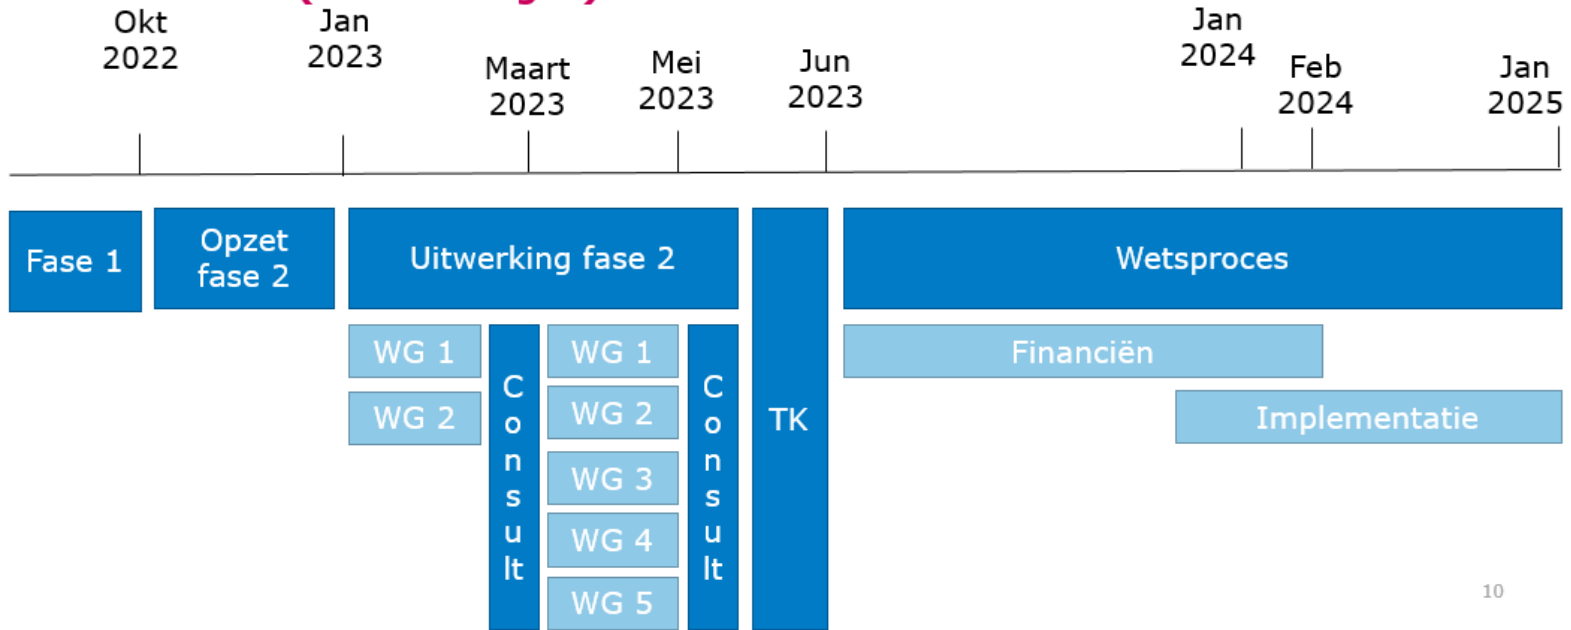 Okt
2022
Jan
2023
Maart
2023
Mei
2023
Jun
2023
Jan
2024
Feb
2024
Jan
2025
Fase 1
Opzet
fase 2
Uitwerking fase 2
Wetsproces
WG 1
WG 2
Consult
WG 1
WG 2
WG 3
WG 4
WG 5
Consult
TK
Financiën
Implementatie
10